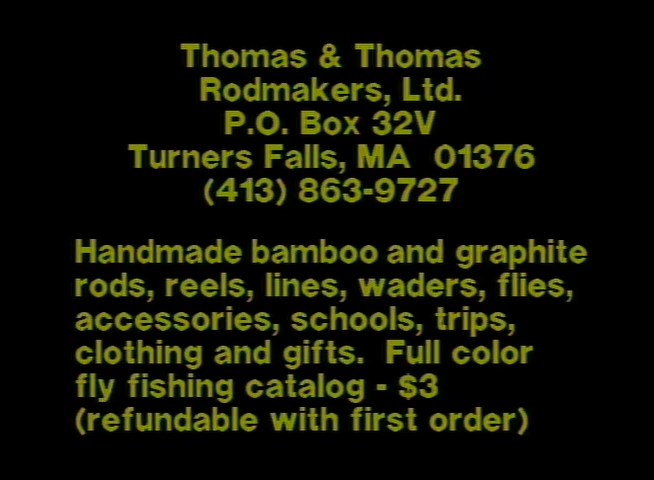 Thomas & Thomas
Rodmakers, Ltd.
P.O. Box 32V
Turners Falls, MA  01376
(413) 863-9727
Handmade bamboo and graphite
rods, reels, lines, waders, flies,
accessories, schools, trips,
clothing and gifts.  Full color
fly fishing catalog - $3
(refundable with first order)